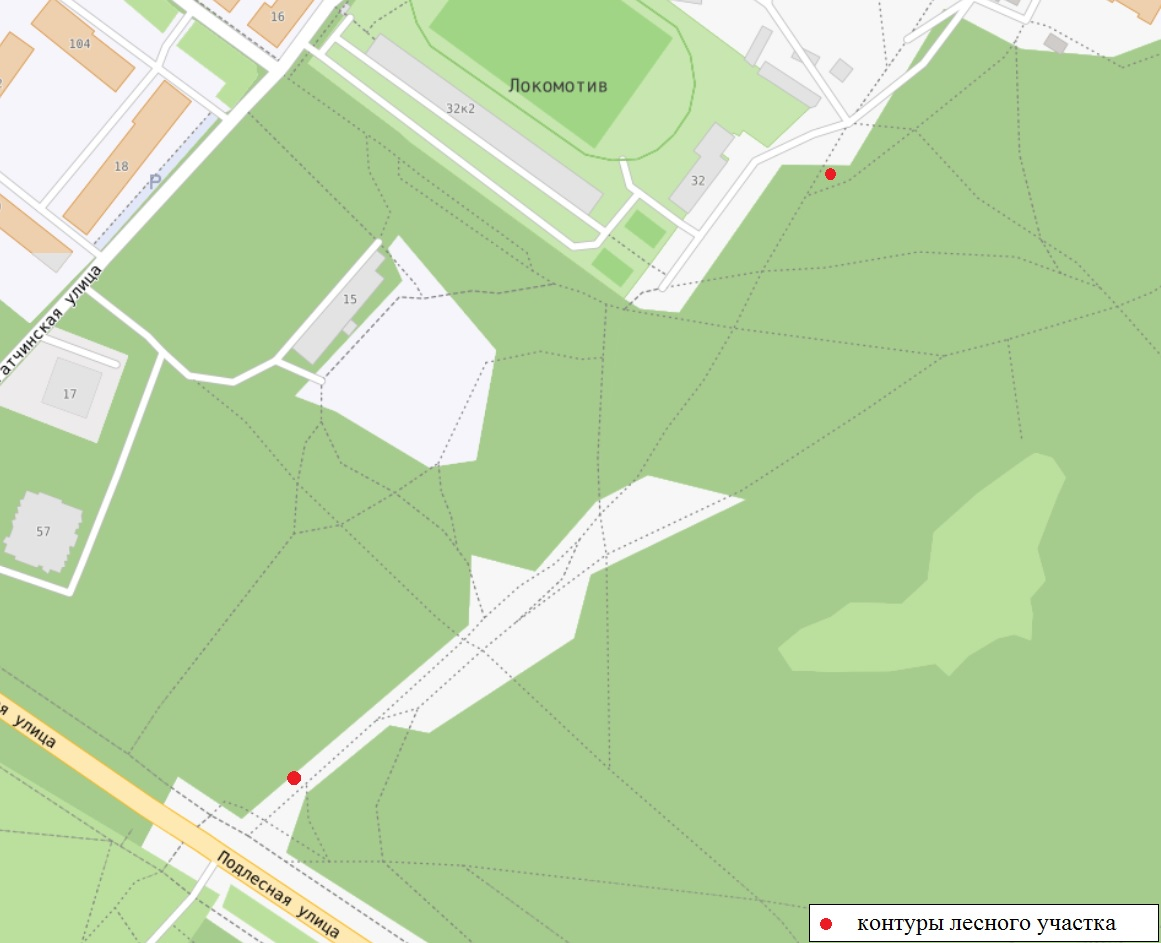 16
104
Локомотив
32к2
18
Р
32
15
атчинская улица
17
57
я улица
Подлесная улица
контуры лесного участка